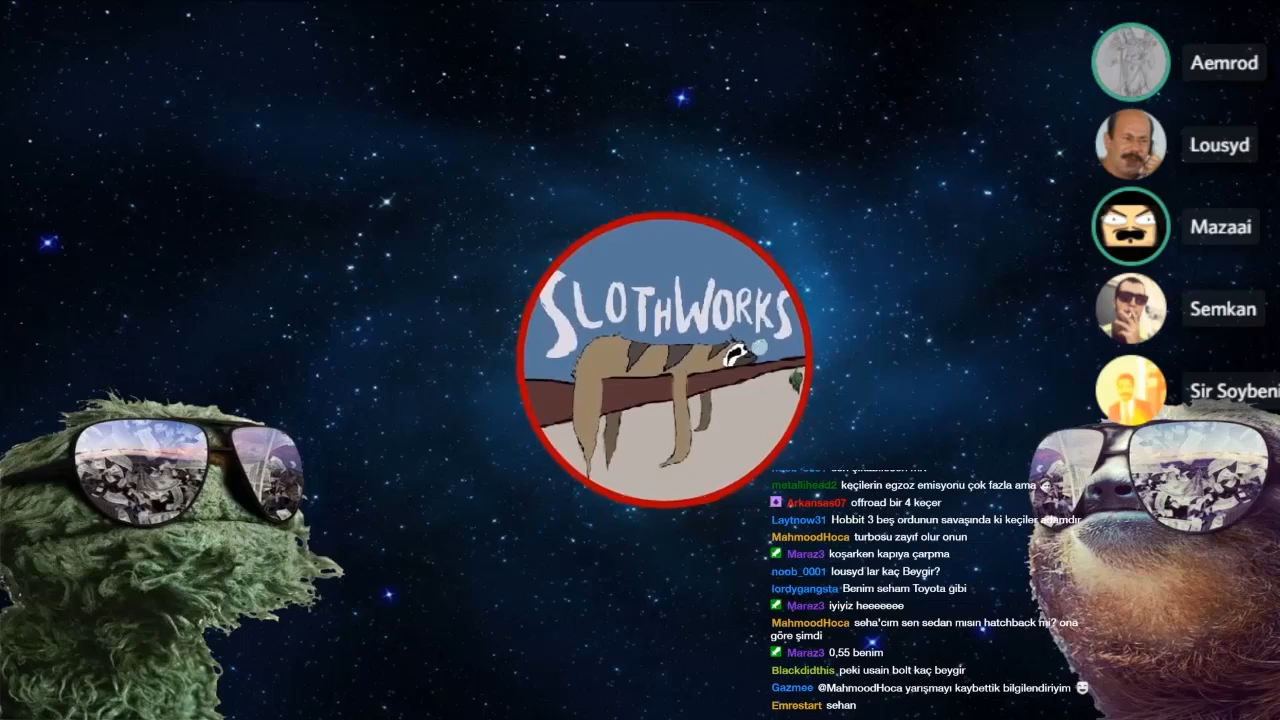 Aemrod
Lousyd
Mazaai
Semkan
Sir Soybeni
SLOTHWORKS
metallihead2 keçilerin egzoz emisyonu çok fazla ama
Arkansas07 offroad bir 4 keçer
Laytnow31 Hobbit 3 beş ordunun savaşında ki keçiler adamdır
MahmoodHoca turbosu zayıf olur onun
Maraz3 koşarken kapıya çarpma
noob_0001 lousyd lar kaç Beygir?
lordygangsta Benim seham Toyota gibi
Maraz3 iyiyiz heeeeeee
MahmoodHoca seha'cım sen sedan mısın hatchback mi? ona
göre şimdi
Maraz3 0,55 benim
Blackdidthis peki usain bolt kaç beygir
Gazmee @MahmoodHoca yarışmayı kaybettik bilgilendiriyim
Emrestart sehan